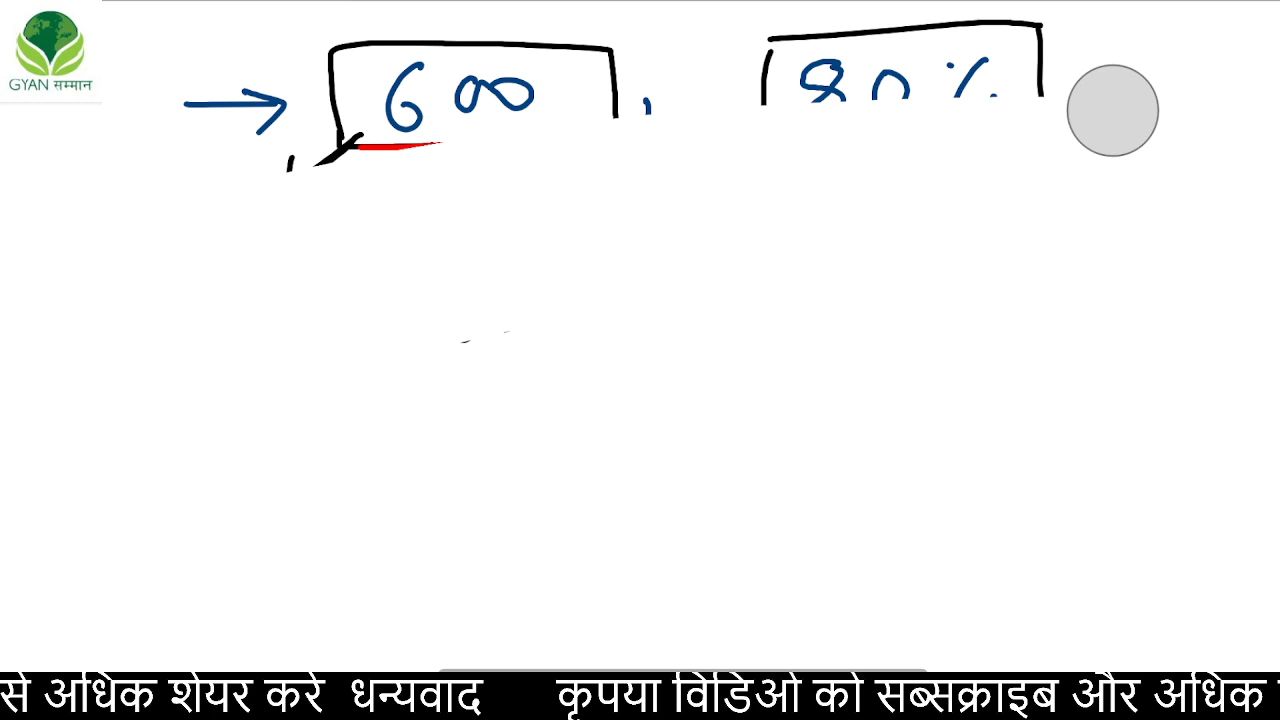 GYAN सम्मान
→ 600, 80%
से अधिक शेयर करे धन्यवाद कृपया विडिओ को सब्सक्राइब और अधिक